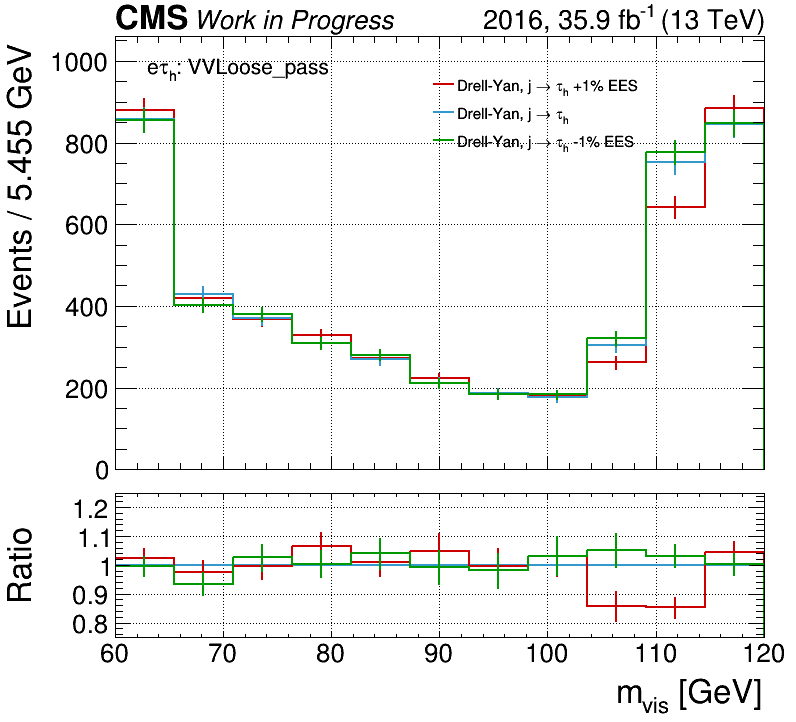 CMS Work in Progress 2016, 35.9 fb⁻¹ (13 TeV)
eτₕ: VVLoose_pass
Drell-Yan, j → τₕ +1% EES
Drell-Yan, j → τₕ
Drell-Yan, j → τₕ -1% EES
Events / 5.455 GeV
1000
800
600
400
200
0
Ratio
1.2
1.1
1
0.9
0.8
60 70 80 90 100 110 120
m_vis [GeV]